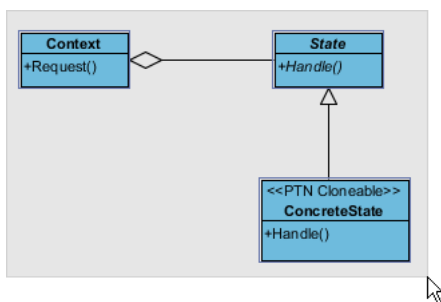 Context
+Request()
State
+Handle()
<<PTN Cloneable>>
ConcreteState
+Handle()